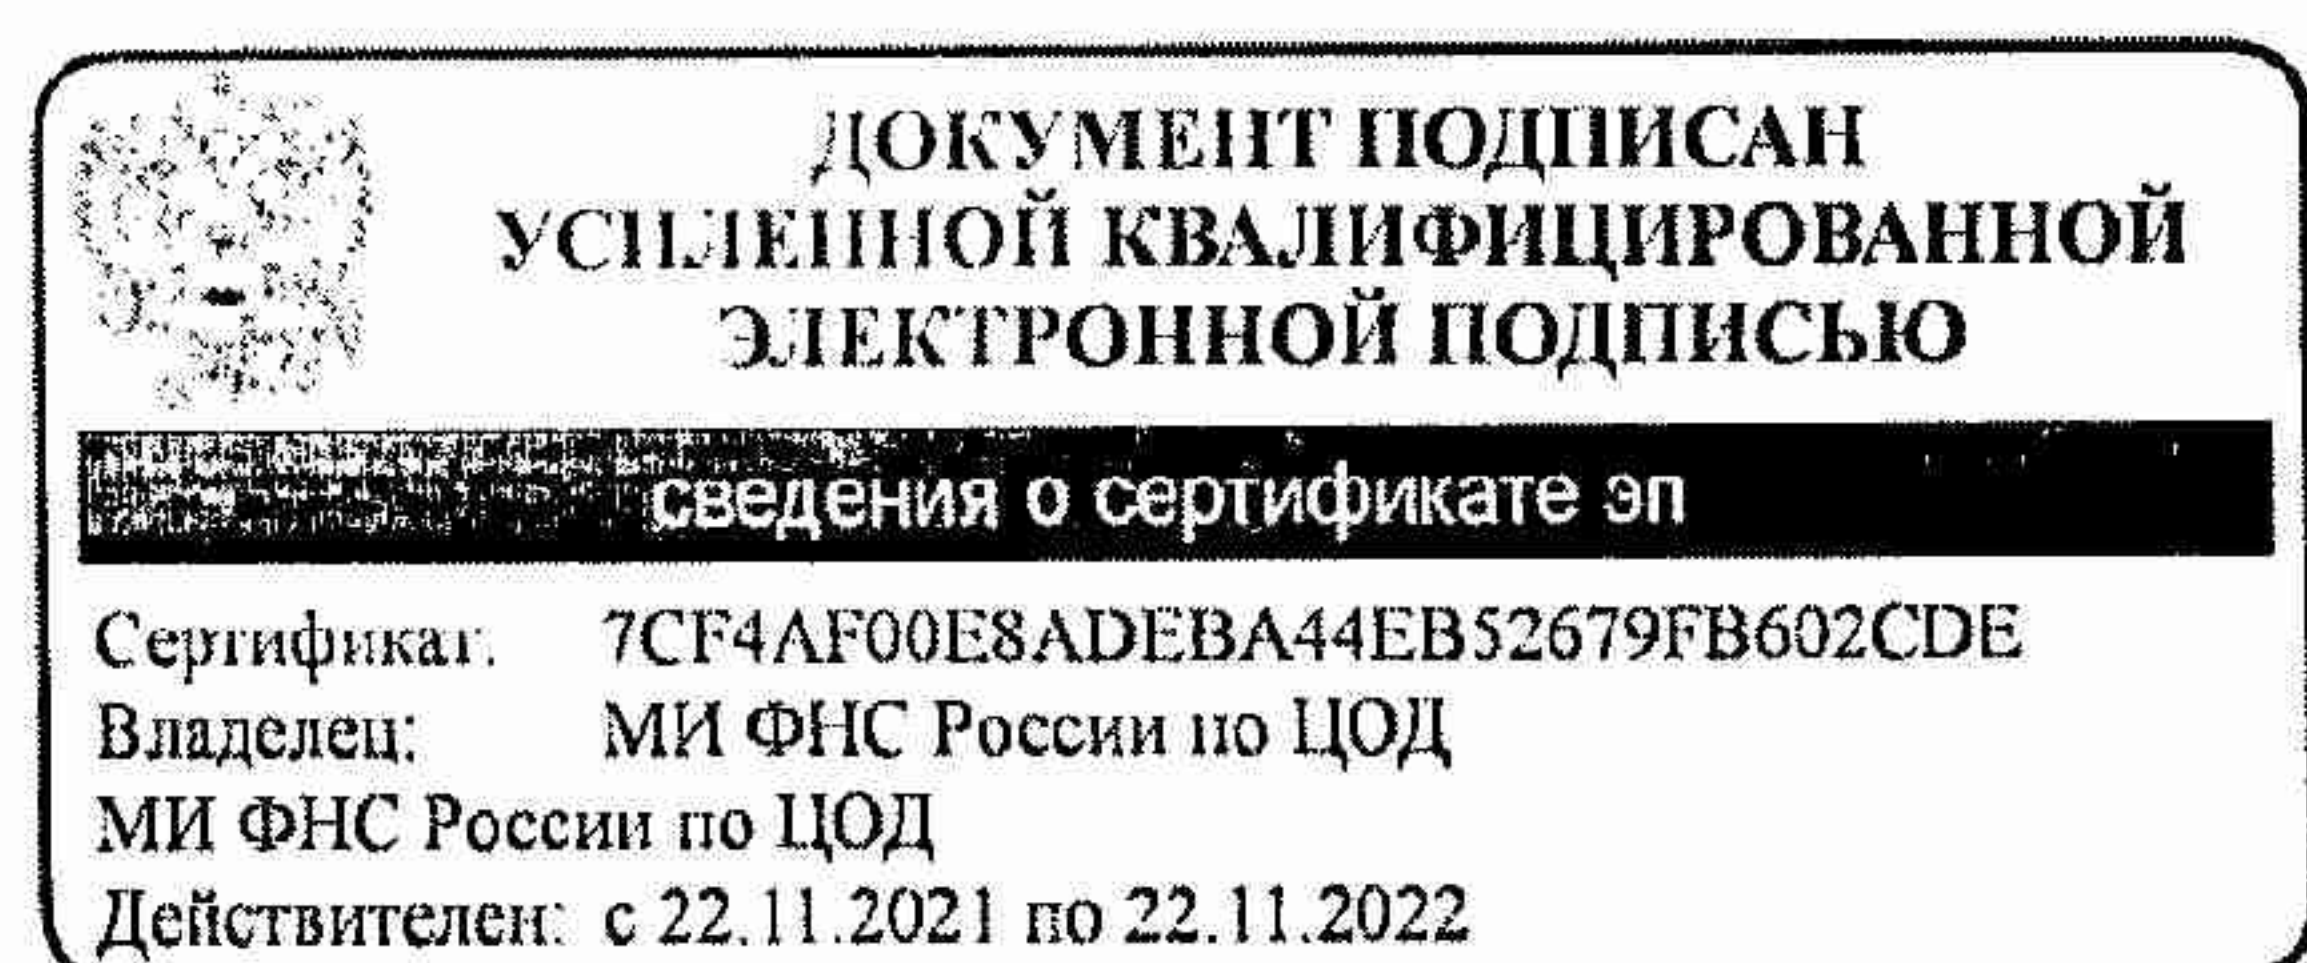 ДОКУМЕНТ ПОДПИСАН
УСИЛЕННОЙ КВАЛИФИЦИРОВАННОЙ
ЭЛЕКТРОННОЙ ПОДПИСЬЮ
сведения о сертификате эп
Сертификат: 7CF4AF00E8ADEBA44EB52679FB602CDE
Владелец: МИ ФНС России по ЦОД
МИ ФНС России по ЦОД
Действителен: с 22.11.2021 по 22.11.2022